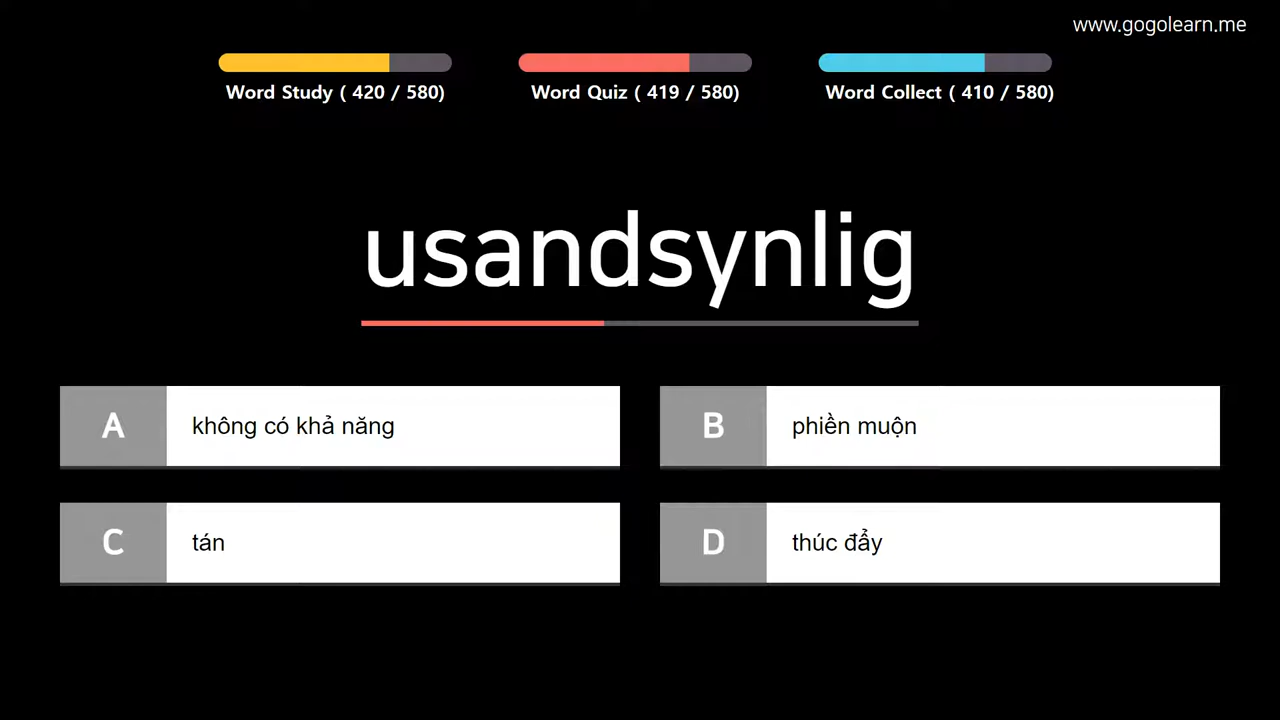 www.gogolearn.me
Word Study ( 420 / 580)
Word Quiz ( 419 / 580)
Word Collect ( 410 / 580)
usandsynlig
A không có khả năng
B phiền muộn
C tán
D thúc đẩy